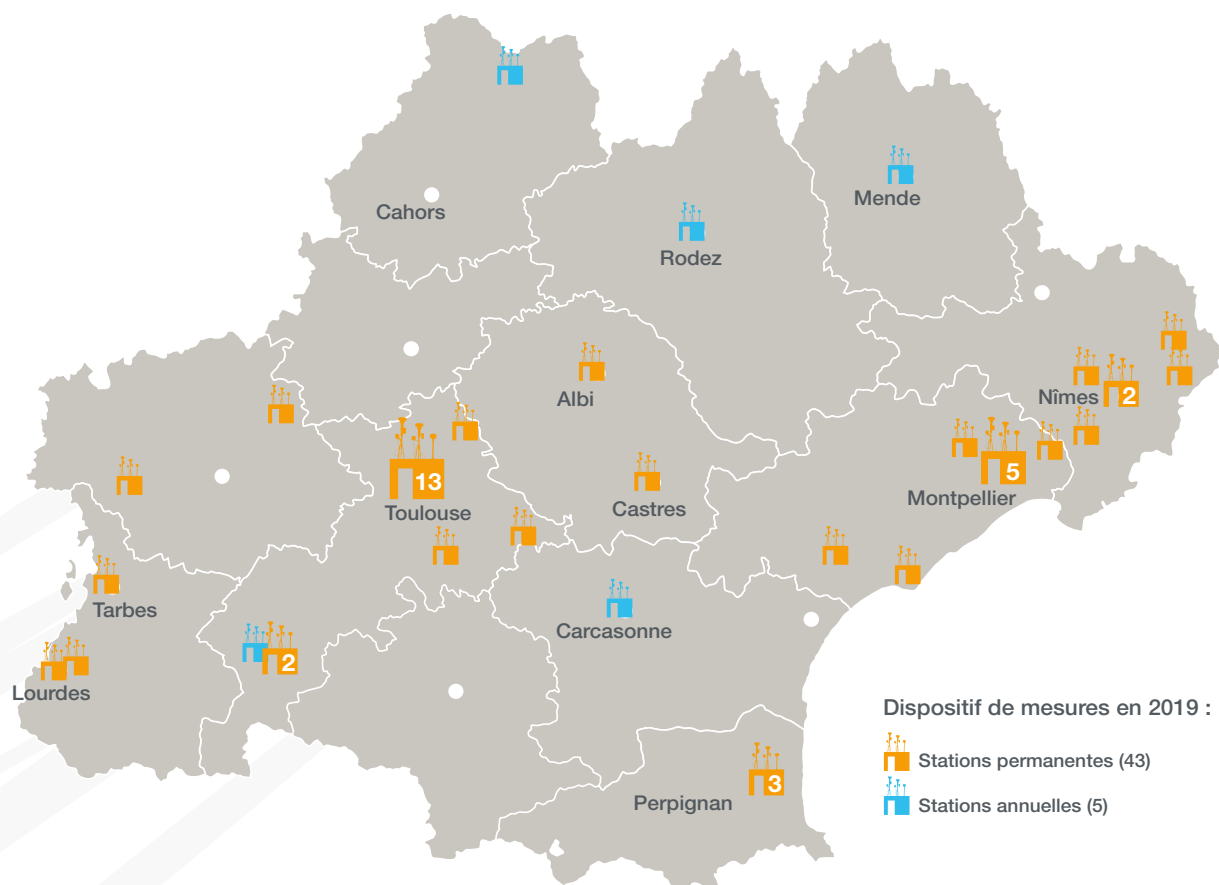 Cahors
Mende
Rodez
Albi
Nîmes
2
13
Toulouse
Castres
5
Montpellier
Tarbes
Carcasonne
2
Lourdes
Dispositif de mesures en 2019 :
Stations permanentes (43)
Stations annuelles (5)
3
Perpignan